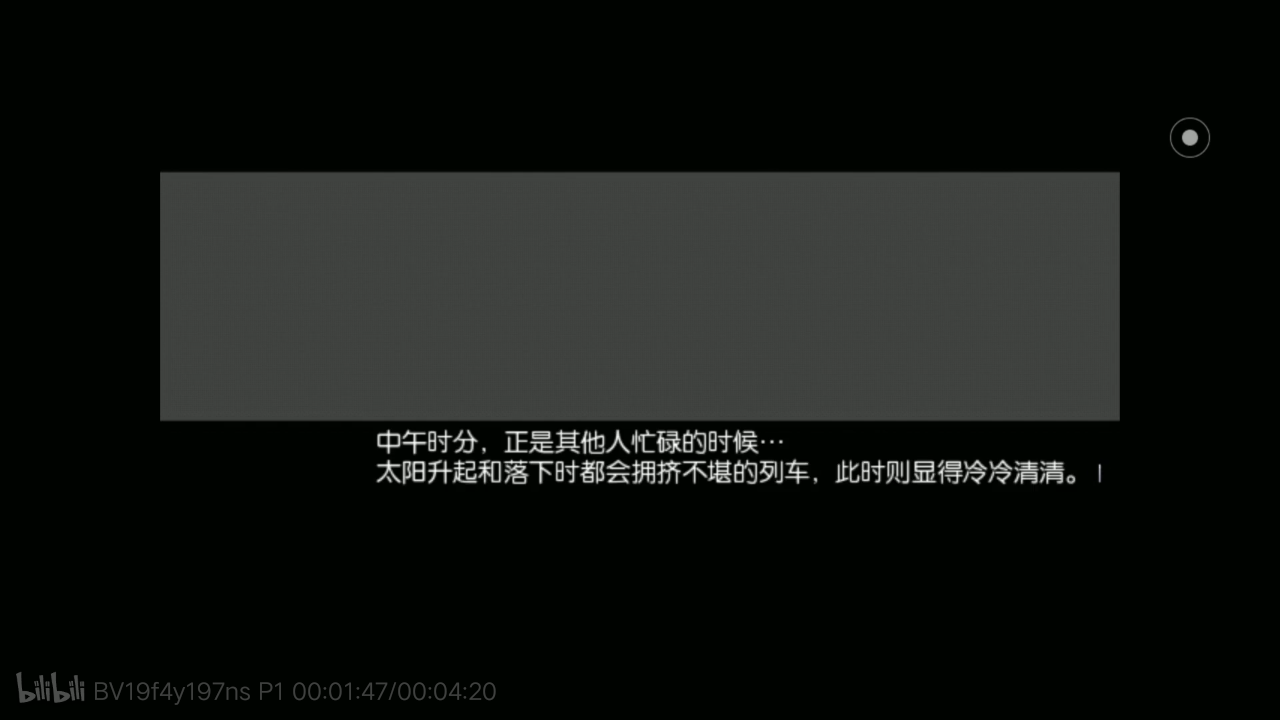 中午时分，正是其他人忙碌的时候…
太阳升起和落下时都会拥挤不堪的列车，此时则显得冷冷清清。
bilibili BV19f4y197ns P1 00:01:47/00:04:20